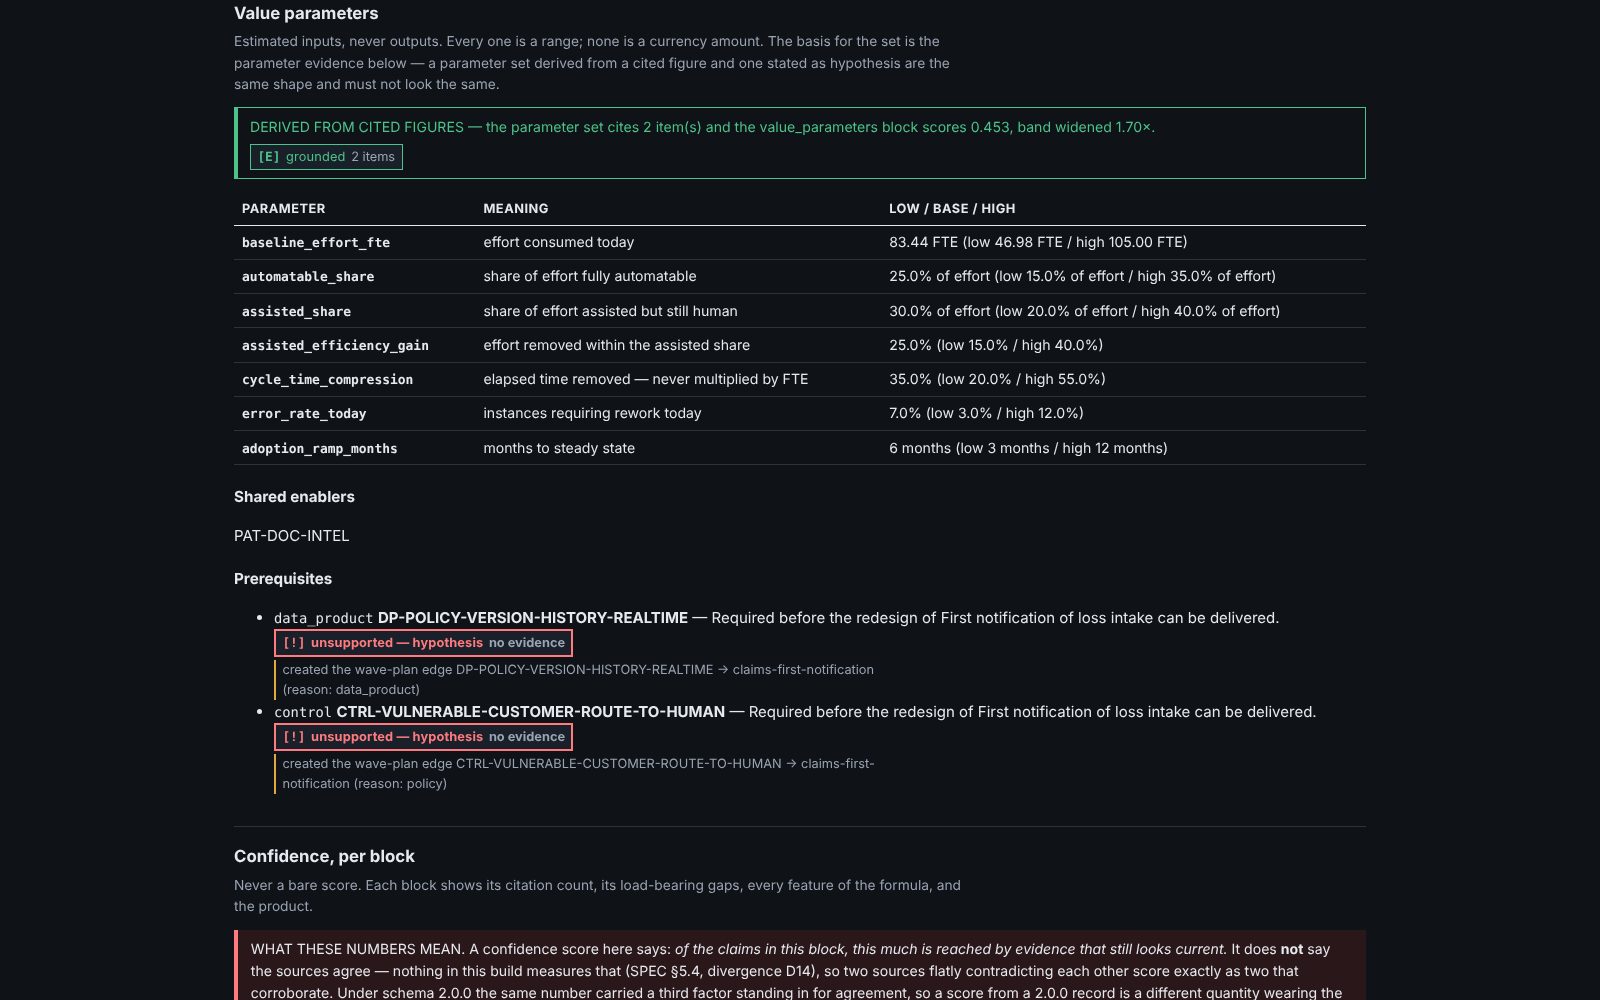 Value parameters
Estimated inputs, never outputs. Every one is a range; none is a currency amount. The basis for the set is the
parameter evidence below — a parameter set derived from a cited figure and one stated as hypothesis are the
same shape and must not look the same.
DERIVED FROM CITED FIGURES — the parameter set cites 2 item(s) and the value_parameters block scores 0.453, band widened 1.70×.
[E] grounded 2 items
PARAMETER MEANING LOW / BASE / HIGH
baseline_effort_fte effort consumed today 83.44 FTE (low 46.98 FTE / high 105.00 FTE)
automatable_share share of effort fully automatable 25.0% of effort (low 15.0% of effort / high 35.0% of effort)
assisted_share share of effort assisted but still human 30.0% of effort (low 20.0% of effort / high 40.0% of effort)
assisted_efficiency_gain effort removed within the assisted share 25.0% (low 15.0% / high 40.0%)
cycle_time_compression elapsed time removed — never multiplied by FTE 35.0% (low 20.0% / high 55.0%)
error_rate_today instances requiring rework today 7.0% (low 3.0% / high 12.0%)
adoption_ramp_months months to steady state 6 months (low 3 months / high 12 months)
Shared enablers
PAT-DOC-INTEL
Prerequisites
• data_product DP-POLICY-VERSION-HISTORY-REALTIME — Required before the redesign of First notification of loss intake can be delivered.
[!] unsupported — hypothesis no evidence
created the wave-plan edge DP-POLICY-VERSION-HISTORY-REALTIME → claims-first-notification
(reason: data_product)
• control CTRL-VULNERABLE-CUSTOMER-ROUTE-TO-HUMAN — Required before the redesign of First notification of loss intake can be delivered.
[!] unsupported — hypothesis no evidence
created the wave-plan edge CTRL-VULNERABLE-CUSTOMER-ROUTE-TO-HUMAN → claims-first-
notification (reason: policy)
Confidence, per block
Never a bare score. Each block shows its citation count, its load-bearing gaps, every feature of the formula, and
the product.
WHAT THESE NUMBERS MEAN. A confidence score here says: of the claims in this block, this much is reached by evidence that still looks current. It does not say
the sources agree — nothing in this build measures that (SPEC §5.4, divergence D14), so two sources flatly contradicting each other score exactly as two that
corroborate. Under schema 2.0.0 the same number carried a third factor standing in for agreement, so a score from a 2.0.0 record is a different quantity wearing the